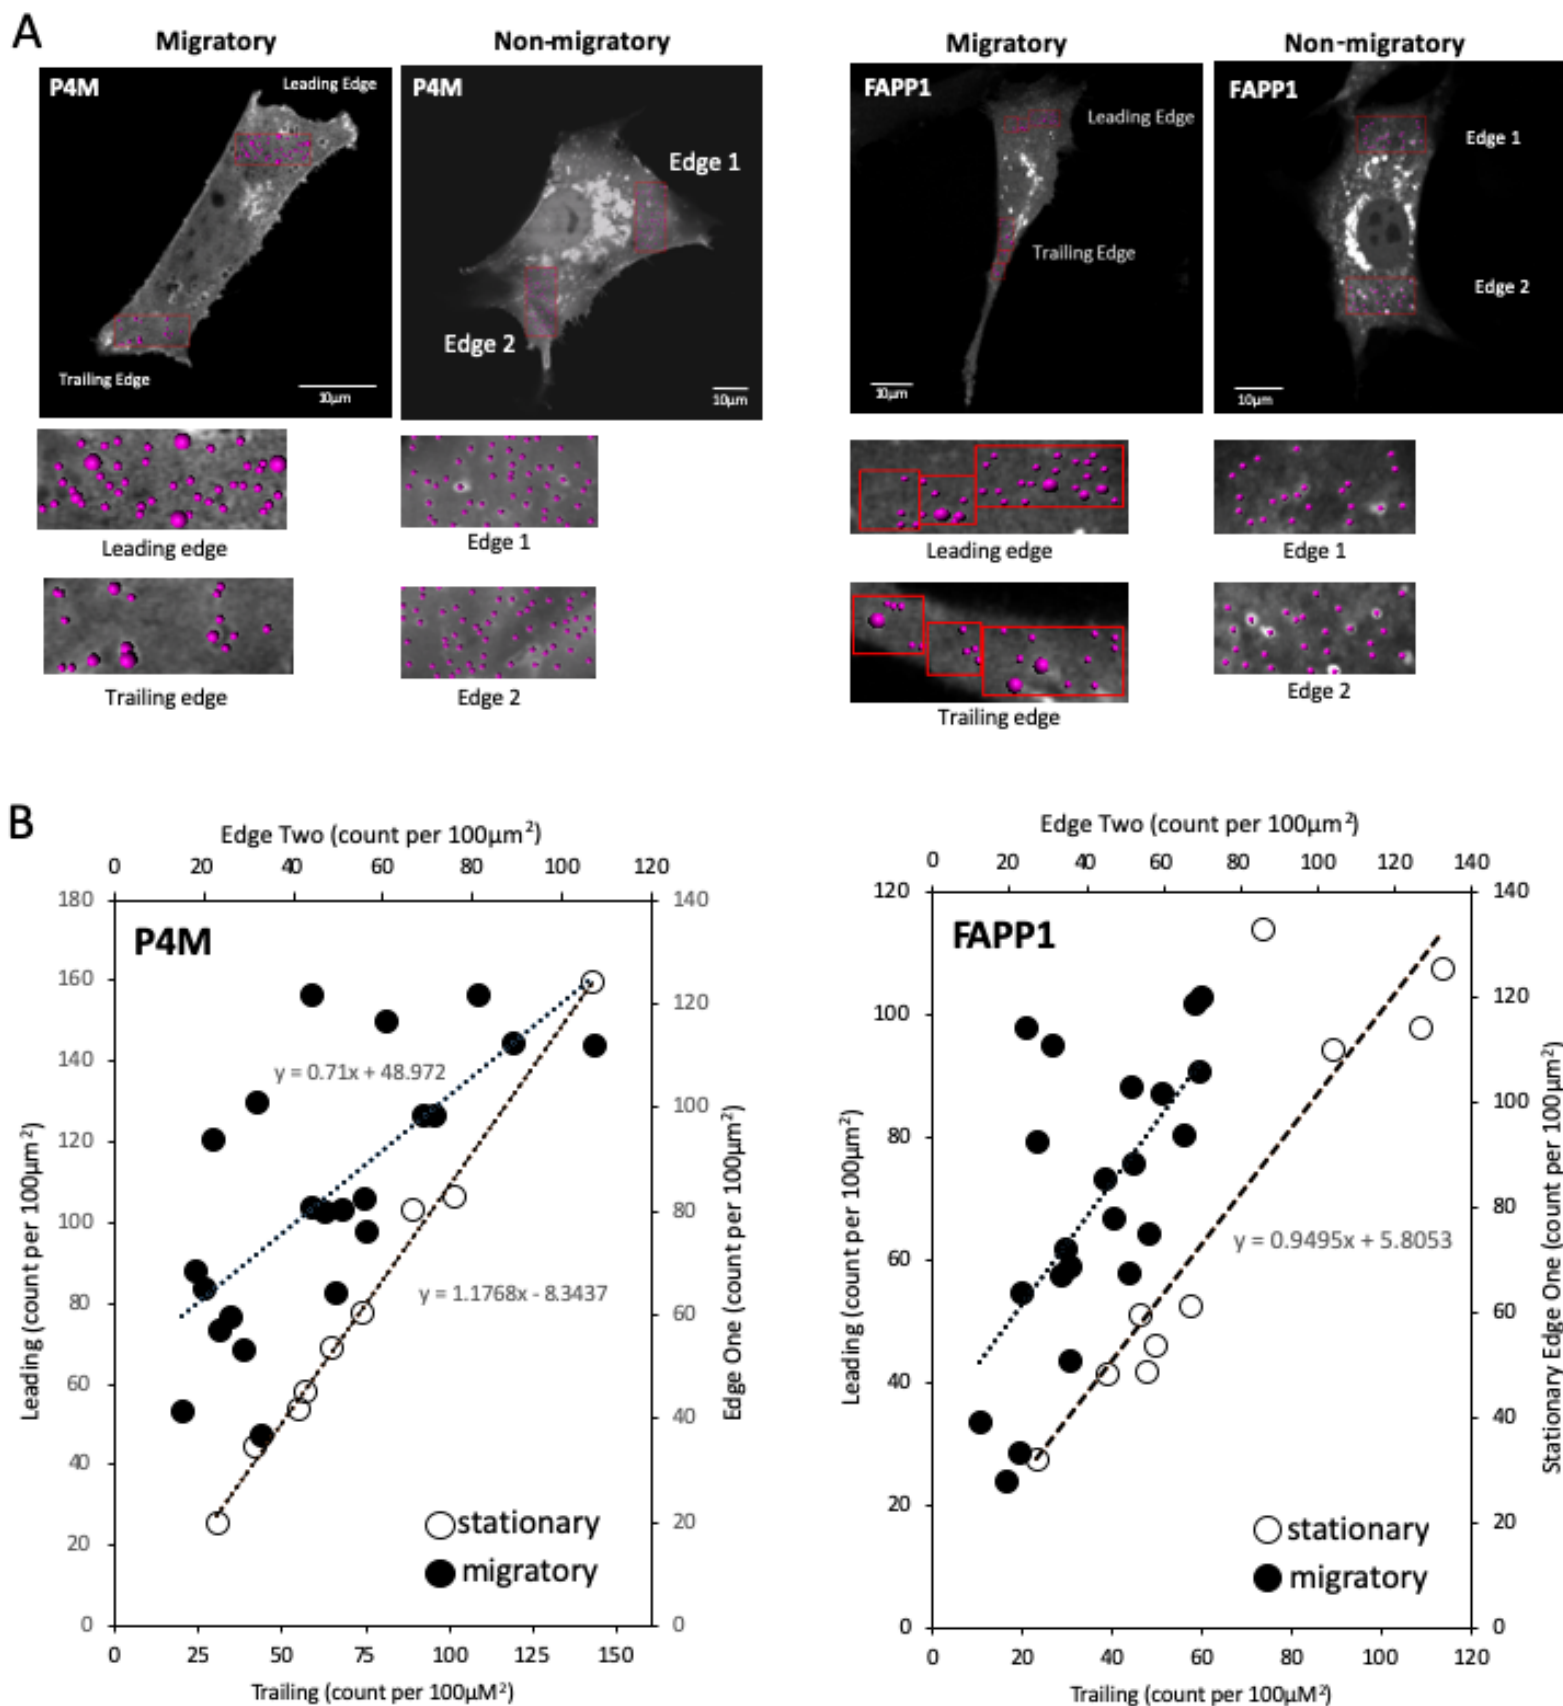 A
Migratory
Non-migratory
Migratory
Non-migratory
P4M
Leading Edge
Trailing Edge
10μm
P4M
Edge 1
Edge 2
10μm
FAPP1
Leading Edge
Trailing Edge
10μm
FAPP1
Edge 1
Edge 2
10μm
Leading edge
Edge 1
Leading edge
Edge 1
Trailing edge
Edge 2
Trailing edge
Edge 2
B
Edge Two (count per 100μm²)
0 20 40 60 80 100 120
180
160
140
120
100
80
60
40
20
0
Leading (count per 100μm²)
P4M
y = 0.71x + 48.972
y = 1.1768x - 8.3437
stationary
migratory
140
120
100
80
60
40
20
0
Edge One (count per 100μm²)
0 25 50 75 100 125 150
Trailing (count per 100μM²)
Edge Two (count per 100μm²)
0 20 40 60 80 100 120 140
120
100
80
60
40
20
0
Leading (count per 100μm²)
FAPP1
y = 0.9495x + 5.8053
stationary
migratory
140
120
100
80
60
40
20
0
Stationary Edge One (count per 100μm²)
0 20 40 60 80 100 120
Trailing (count per 100μM²)